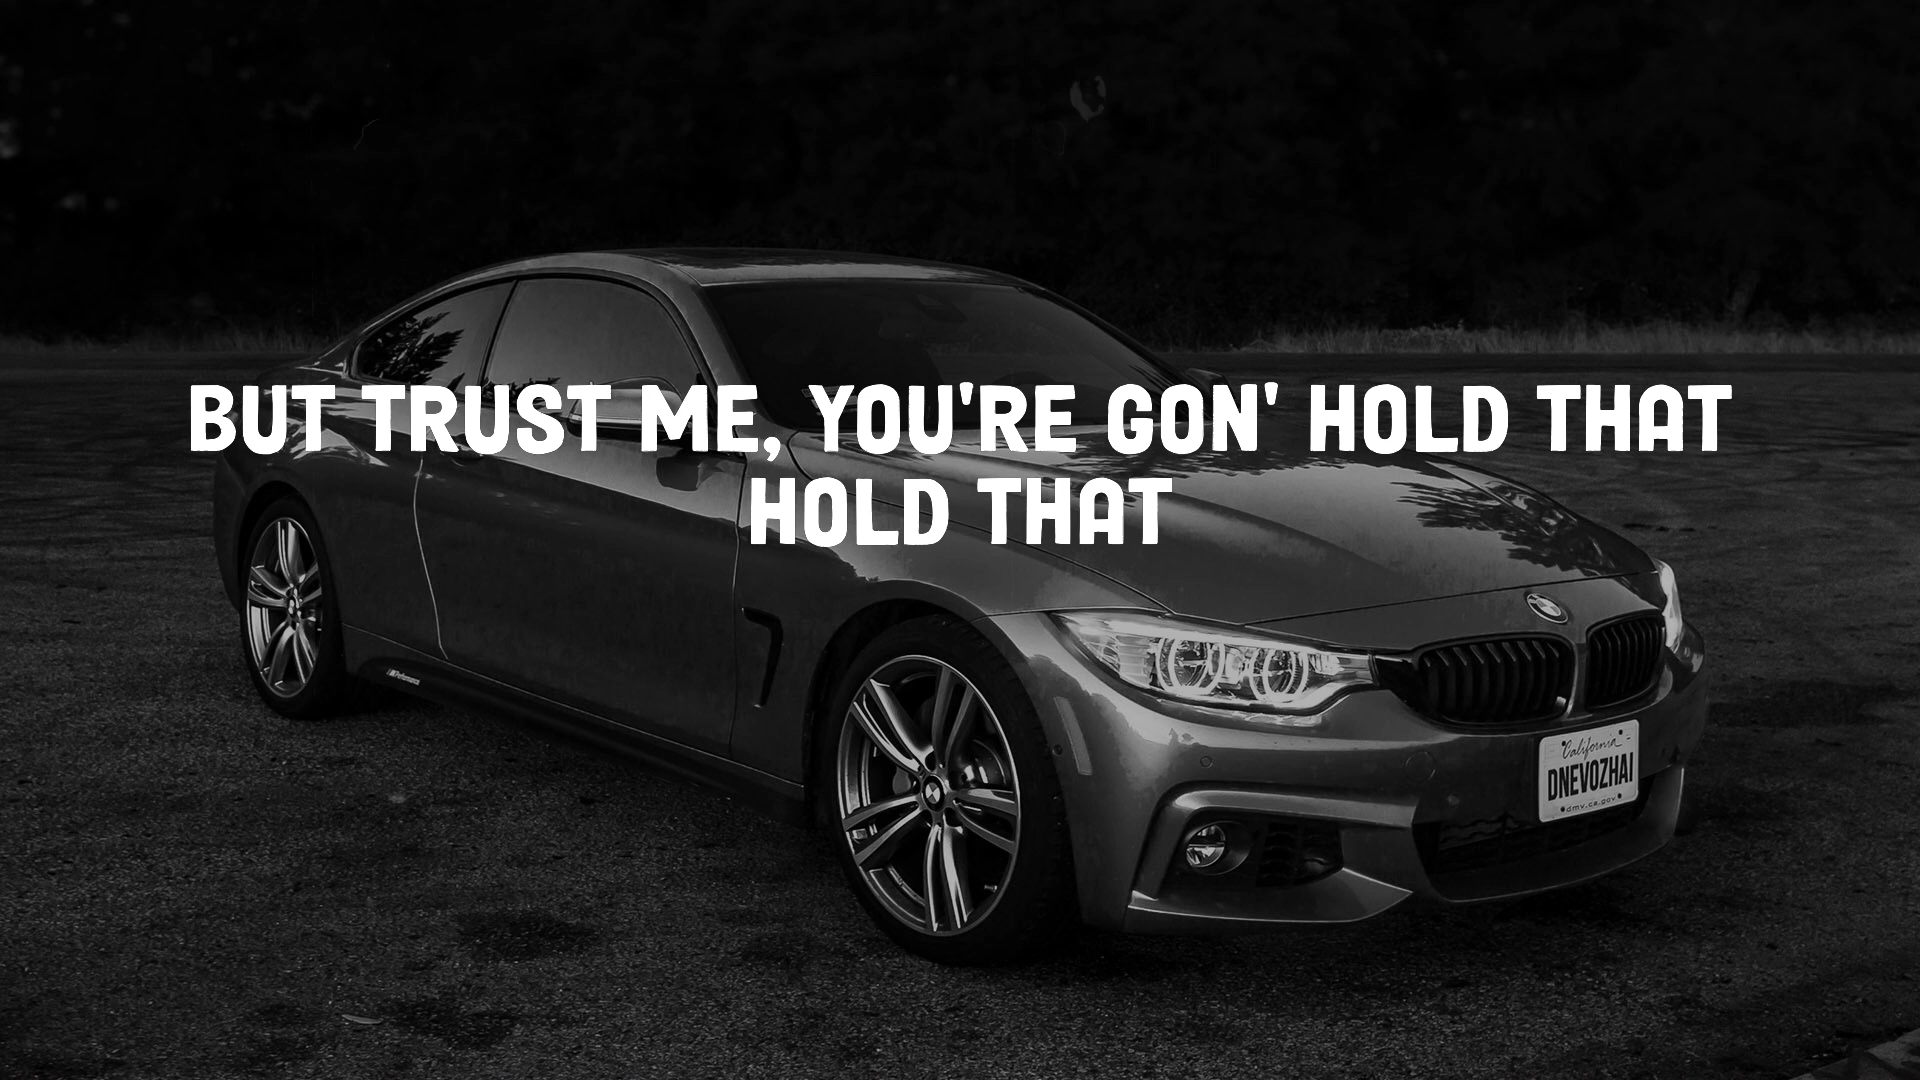 BUT TRUST ME, YOU'RE GON' HOLD THAT
HOLD THAT
California
DNEVOZHAI
dmv.ca.gov